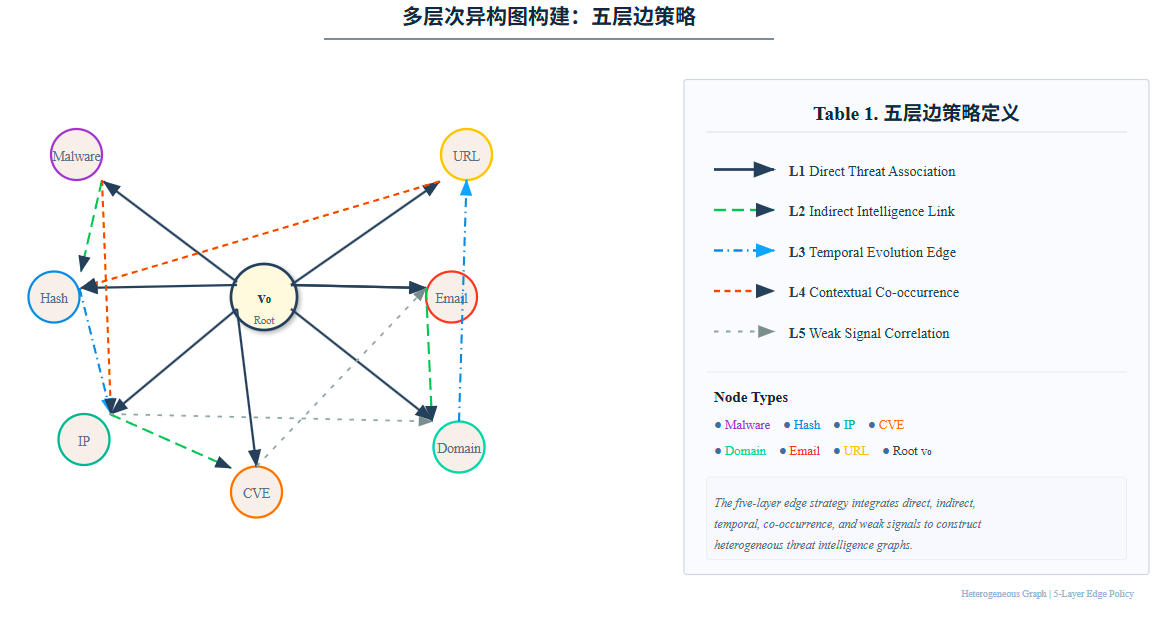 多层次异构图构建：五层边策略
Malware
URL
Hash
V₀
Root
Email
IP
Domain
CVE
Table 1. 五层边策略定义
L1 Direct Threat Association
L2 Indirect Intelligence Link
L3 Temporal Evolution Edge
L4 Contextual Co-occurrence
L5 Weak Signal Correlation
Node Types
● Malware ● Hash ● IP ● CVE
● Domain ● Email ● URL ● Root v₀
The five-layer edge strategy integrates direct, indirect,
temporal, co-occurrence, and weak signals to construct
heterogeneous threat intelligence graphs.
Heterogeneous Graph | 5-Layer Edge Policy